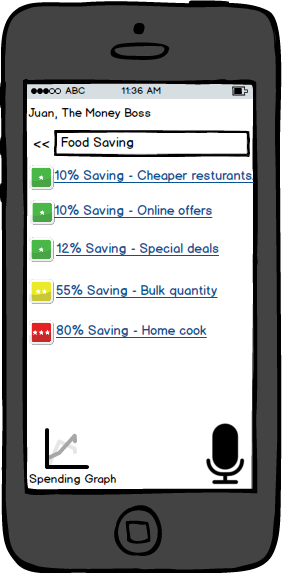 ABC 11:36 AM
Juan, The Money Boss
<< Food Saving
10% Saving - Cheaper resturants
10% Saving - Online offers
12% Saving - Special deals
55% Saving - Bulk quantity
80% Saving - Home cook
Spending Graph